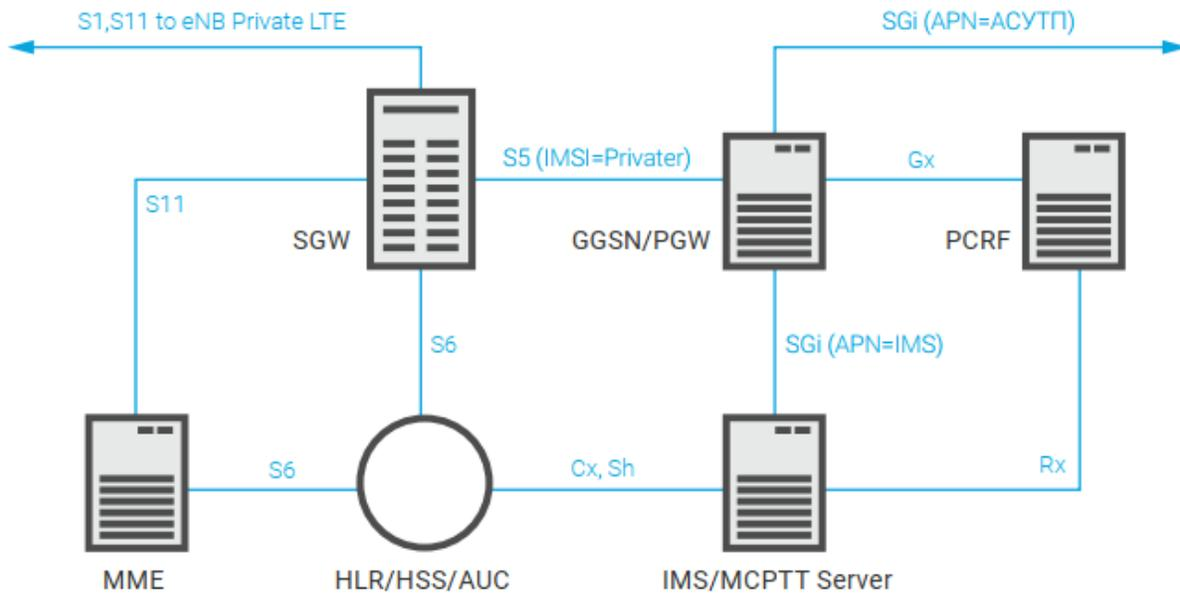 S1,S11 to eNB Private LTE
SGi (APN=АСУТП)
S5 (IMSI=Privater)
Gx
S11
SGW
GGSN/PGW
PCRF
S6
SGi (APN=IMS)
S6
Cx, Sh
Rx
MME
HLR/HSS/AUC
IMS/MCPTT Server